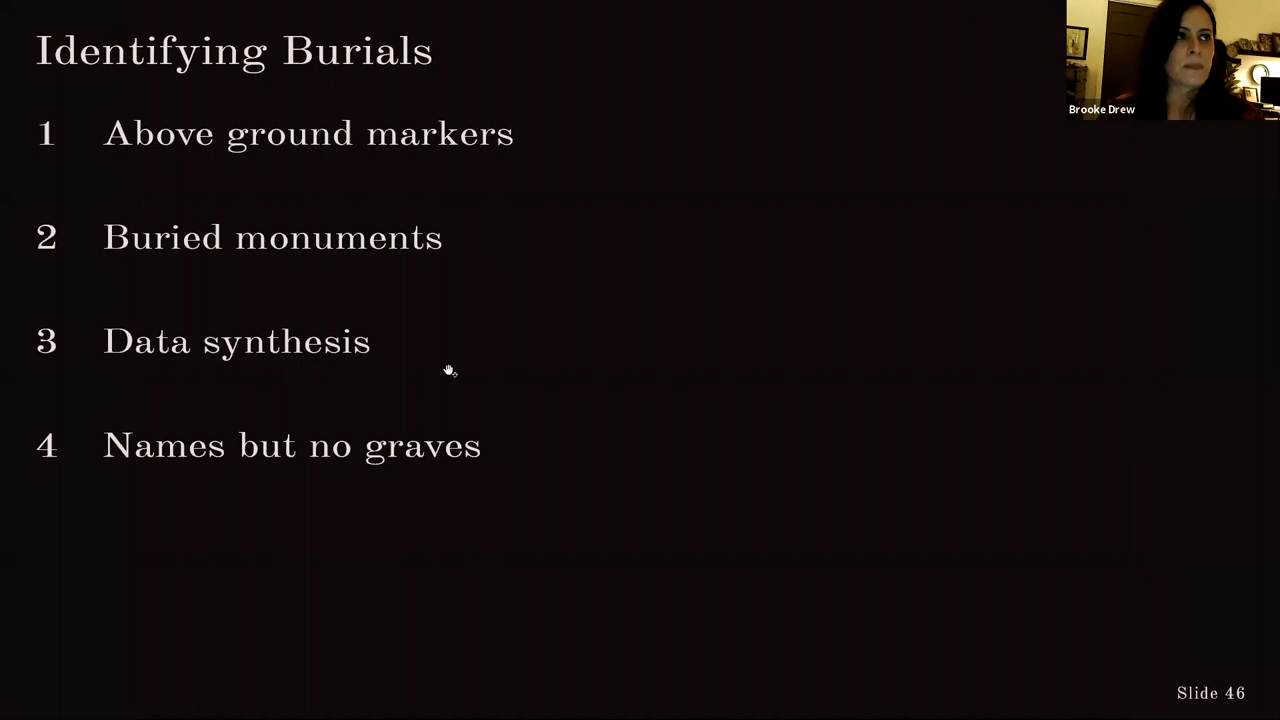 Identifying Burials
Brooke Drew
1 Above ground markers
2 Buried monuments
3 Data synthesis
4 Names but no graves
Slide 46